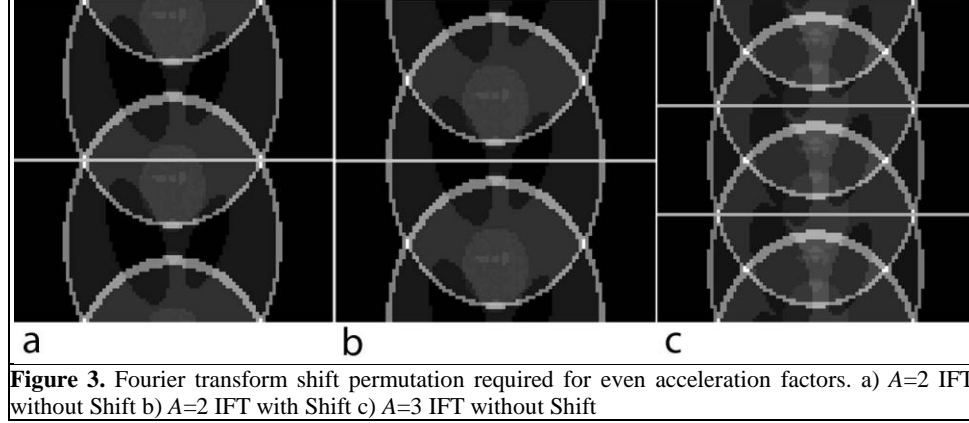 a
b
c
Figure 3. Fourier transform shift permutation required for even acceleration factors. a) A=2 IFT
without Shift b) A=2 IFT with Shift c) A=3 IFT without Shift